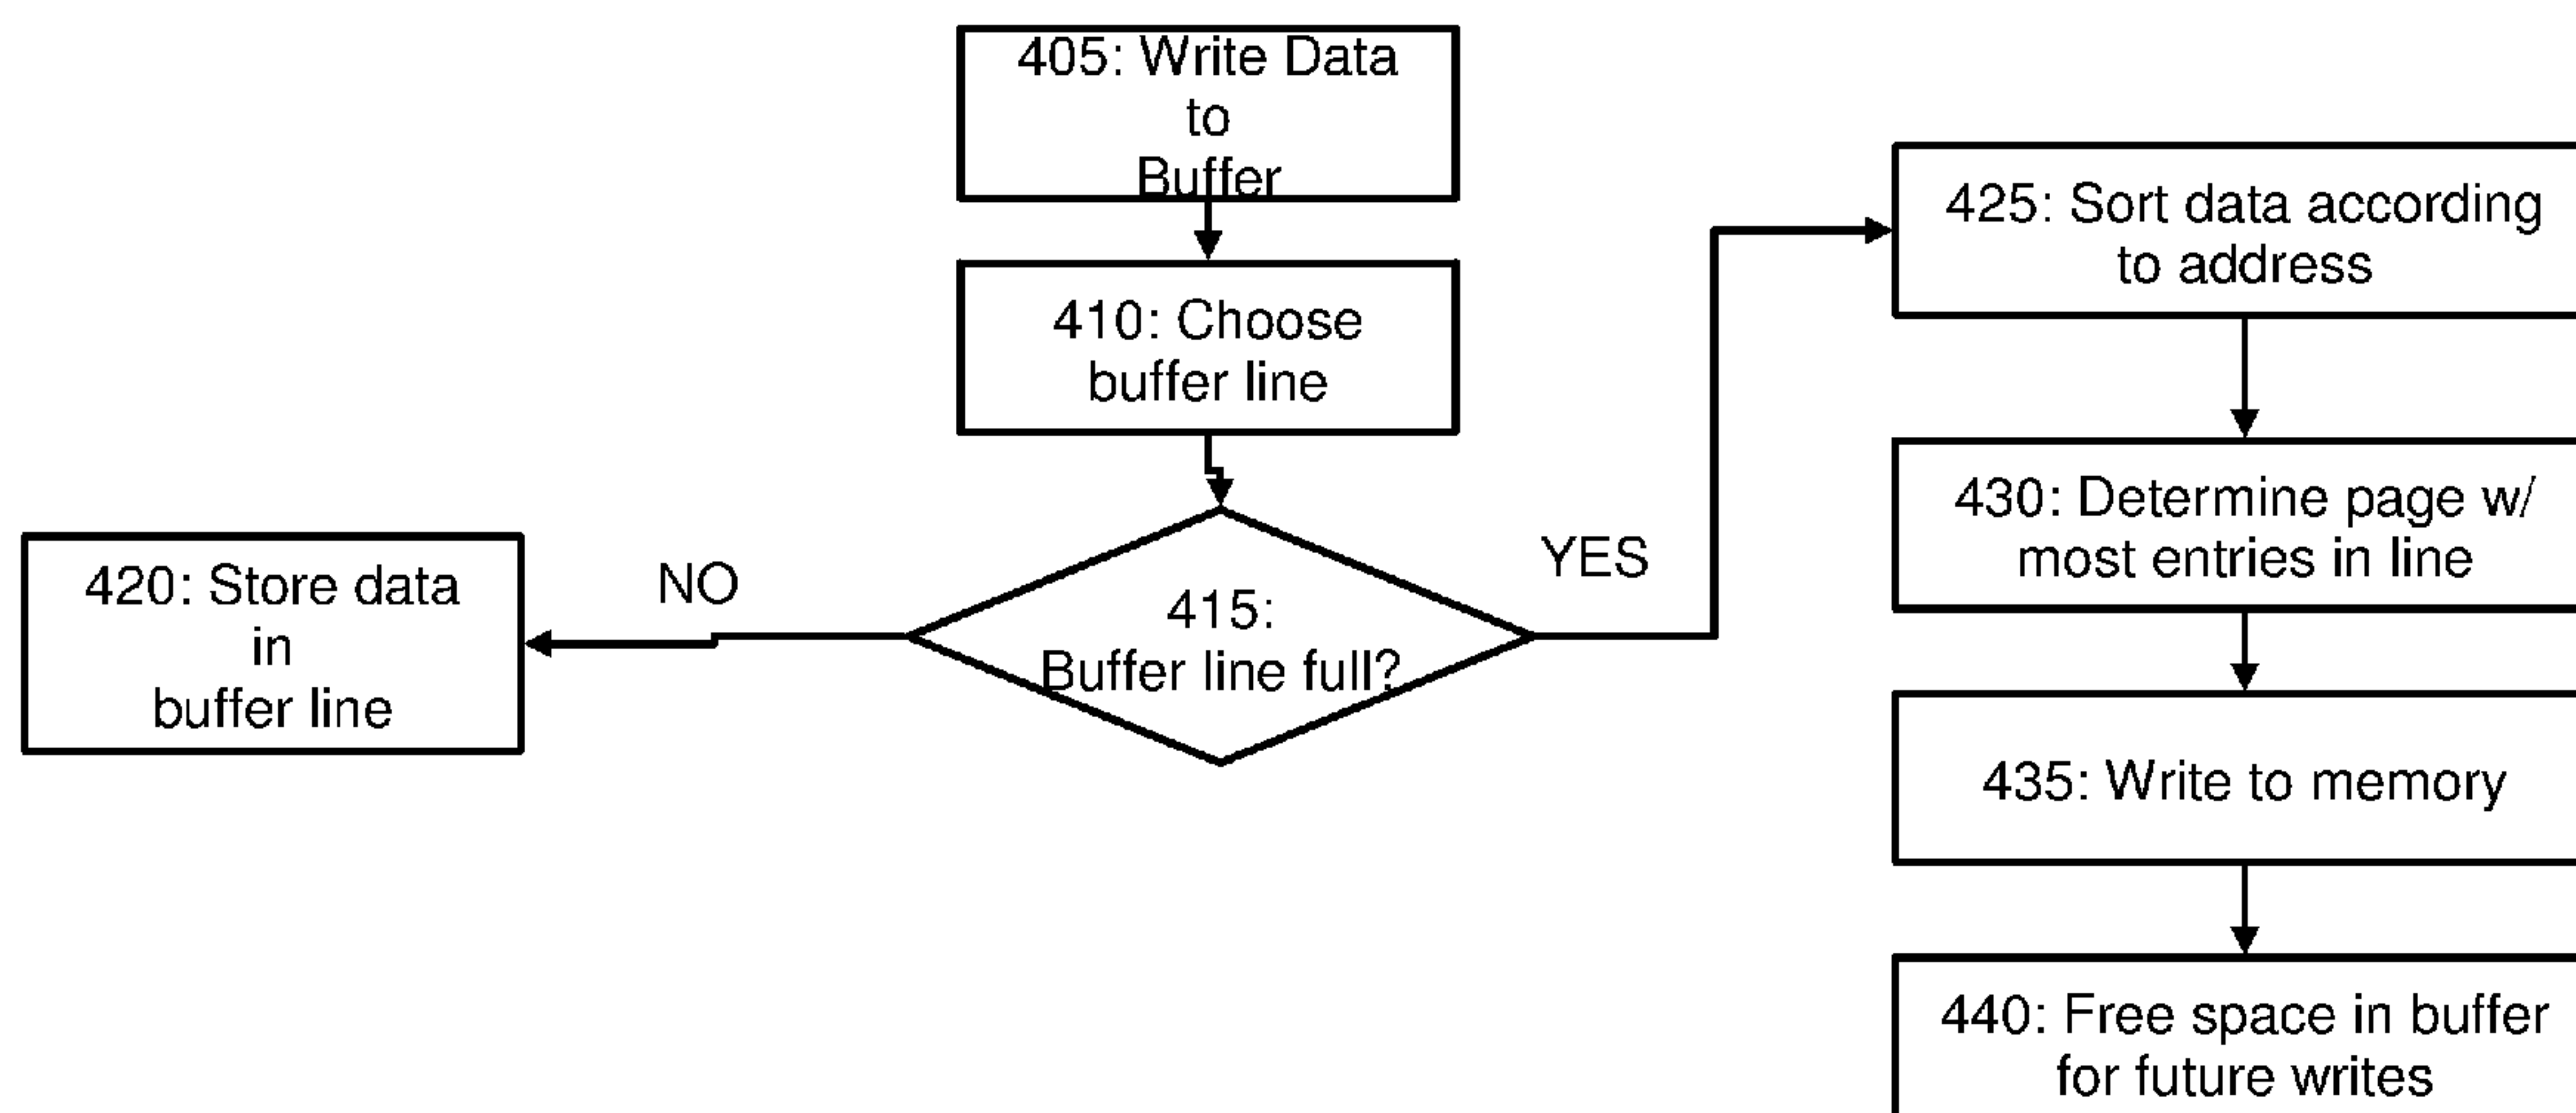 405: Write Data
to
Buffer
410: Choose
buffer line
415:
Buffer line full?
NO
YES
420: Store data
in
buffer line
425: Sort data according
to address
430: Determine page w/
most entries in line
435: Write to memory
440: Free space in buffer
for future writes